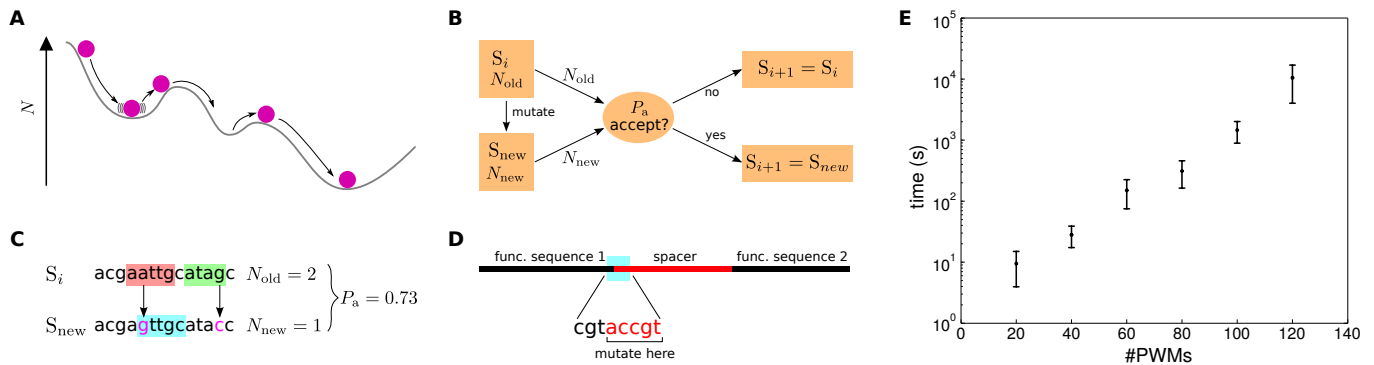 A
N
B
S_i
N_old
mutate
S_new
N_new
N_old
N_new
P_a
accept?
no
yes
S_{i+1} = S_i
S_{i+1} = S_{new}
C
S_i acgaattgcatagc N_old = 2
S_new acgagttgcatacc N_new = 1
P_a = 0.73
D
func. sequence 1 spacer func. sequence 2
cgtaccgt
mutate here
E
time (s)
10^5
10^4
10^3
10^2
10^1
10^0
0 20 40 60 80 100 120 140
#PWMs